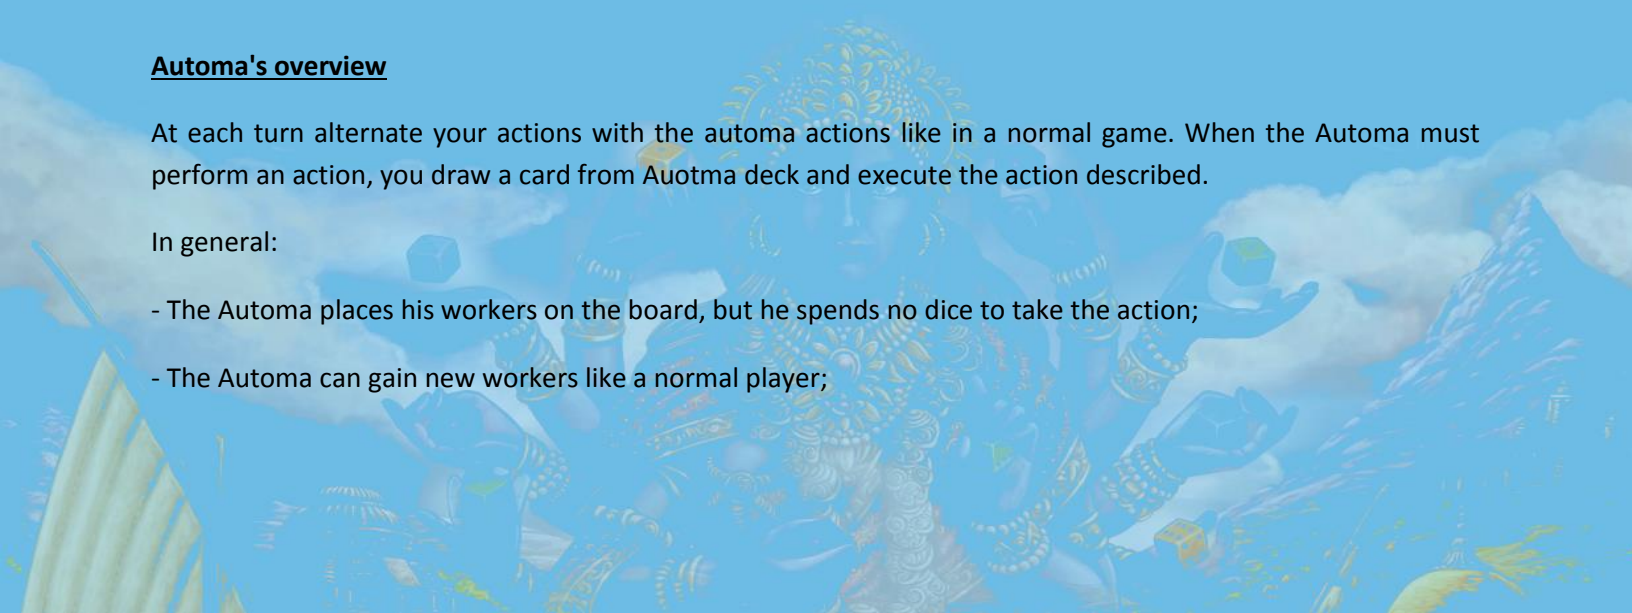 Automa's overview
At each turn alternate your actions with the automa actions like in a normal game. When the Automa must
perform an action, you draw a card from Auotma deck and execute the action described.
In general:
- The Automa places his workers on the board, but he spends no dice to take the action;
- The Automa can gain new workers like a normal player;